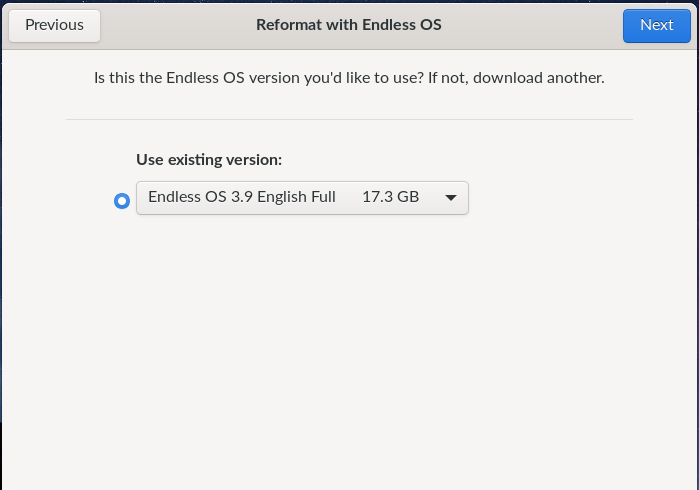 Previous
Reformat with Endless OS
Next
Is this the Endless OS version you'd like to use? If not, download another.
Use existing version:
Endless OS 3.9 English Full 17.3 GB